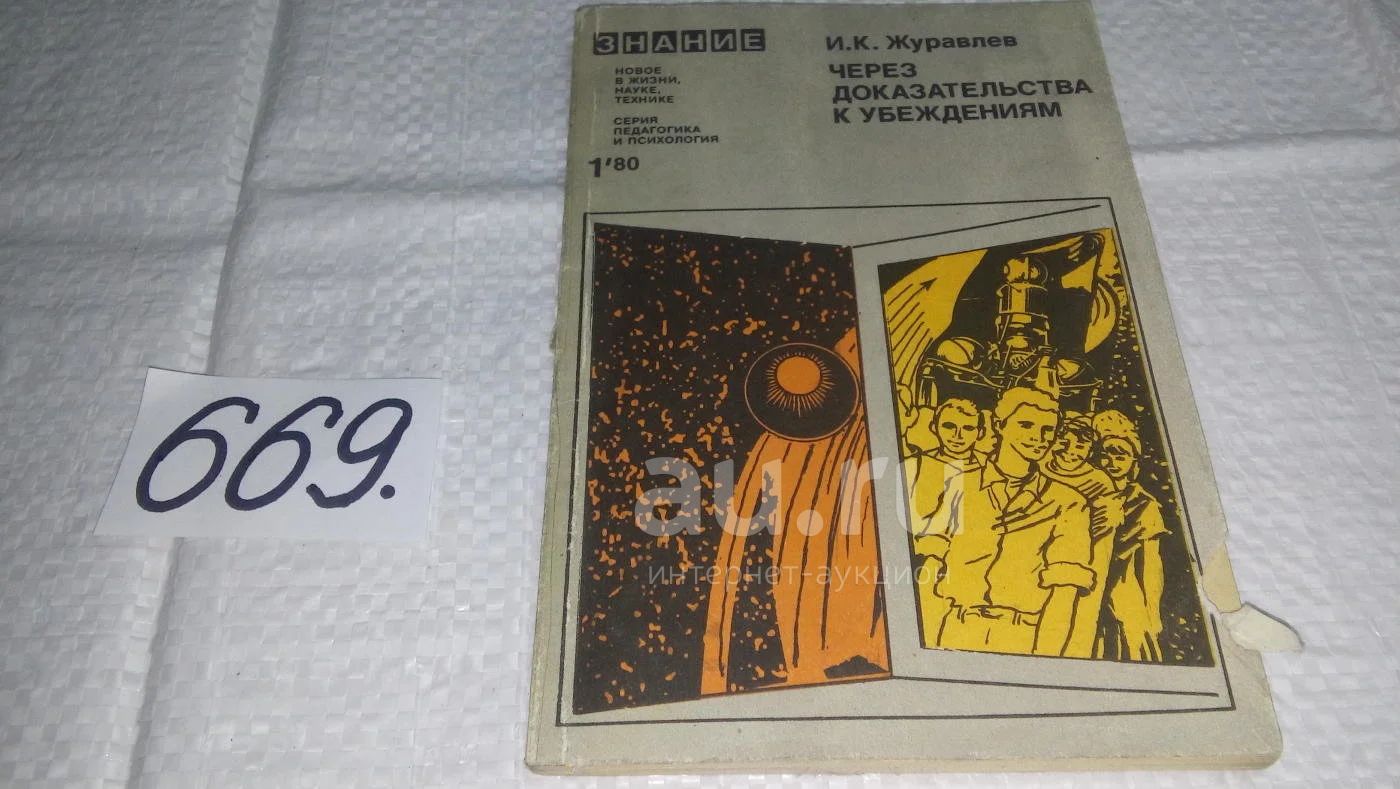 ЗНАНИЕ
НОВОЕ
В ЖИЗНИ,
НАУКЕ,
ТЕХНИКЕ
СЕРИЯ
ПЕДАГОГИКА
И ПСИХОЛОГИЯ
1'80
И.К. Журавлев
ЧЕРЕЗ
ДОКАЗАТЕЛЬСТВА
К УБЕЖДЕНИЯМ
669.
au.ru
интернет-аукцион